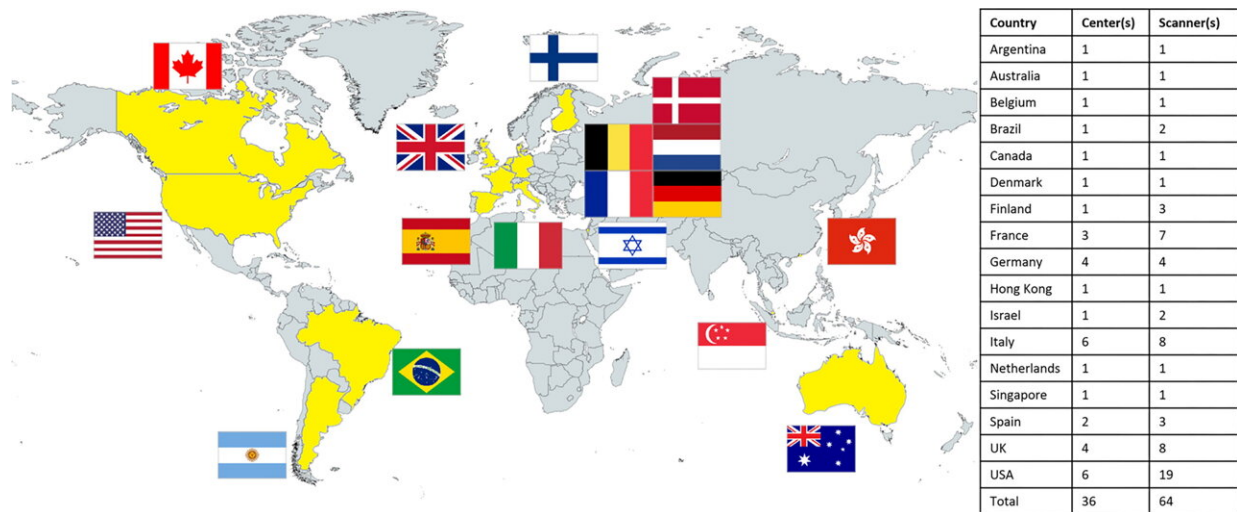 Country Center(s) Scanner(s)
Argentina 1 1
Australia 1 1
Belgium 1 1
Brazil 1 2
Canada 1 1
Denmark 1 1
Finland 1 3
France 3 7
Germany 4 4
Hong Kong 1 1
Israel 1 2
Italy 6 8
Netherlands 1 1
Singapore 1 1
Spain 2 3
UK 4 8
USA 6 19
Total 36 64